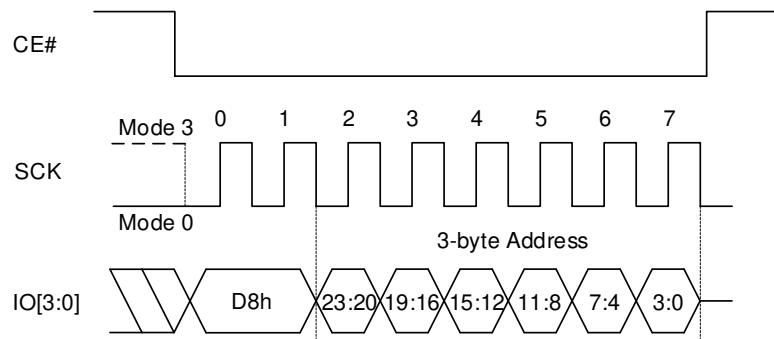 CE#
Mode 3 0 1 2 3 4 5 6 7
SCK
Mode 0
3-byte Address
IO[3:0] D8h 23:20 19:16 15:12 11:8 7:4 3:0